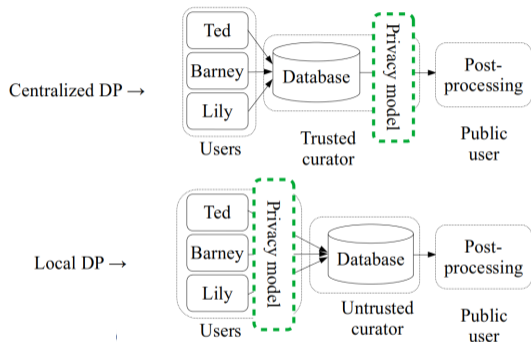 Centralized DP →
Ted
Barney
Lily
Users
Database
Trusted
curator
Privacy model
Post-
processing
Public
user
Local DP →
Ted
Barney
Lily
Users
Privacy model
Database
Untrusted
curator
Post-
processing
Public
user